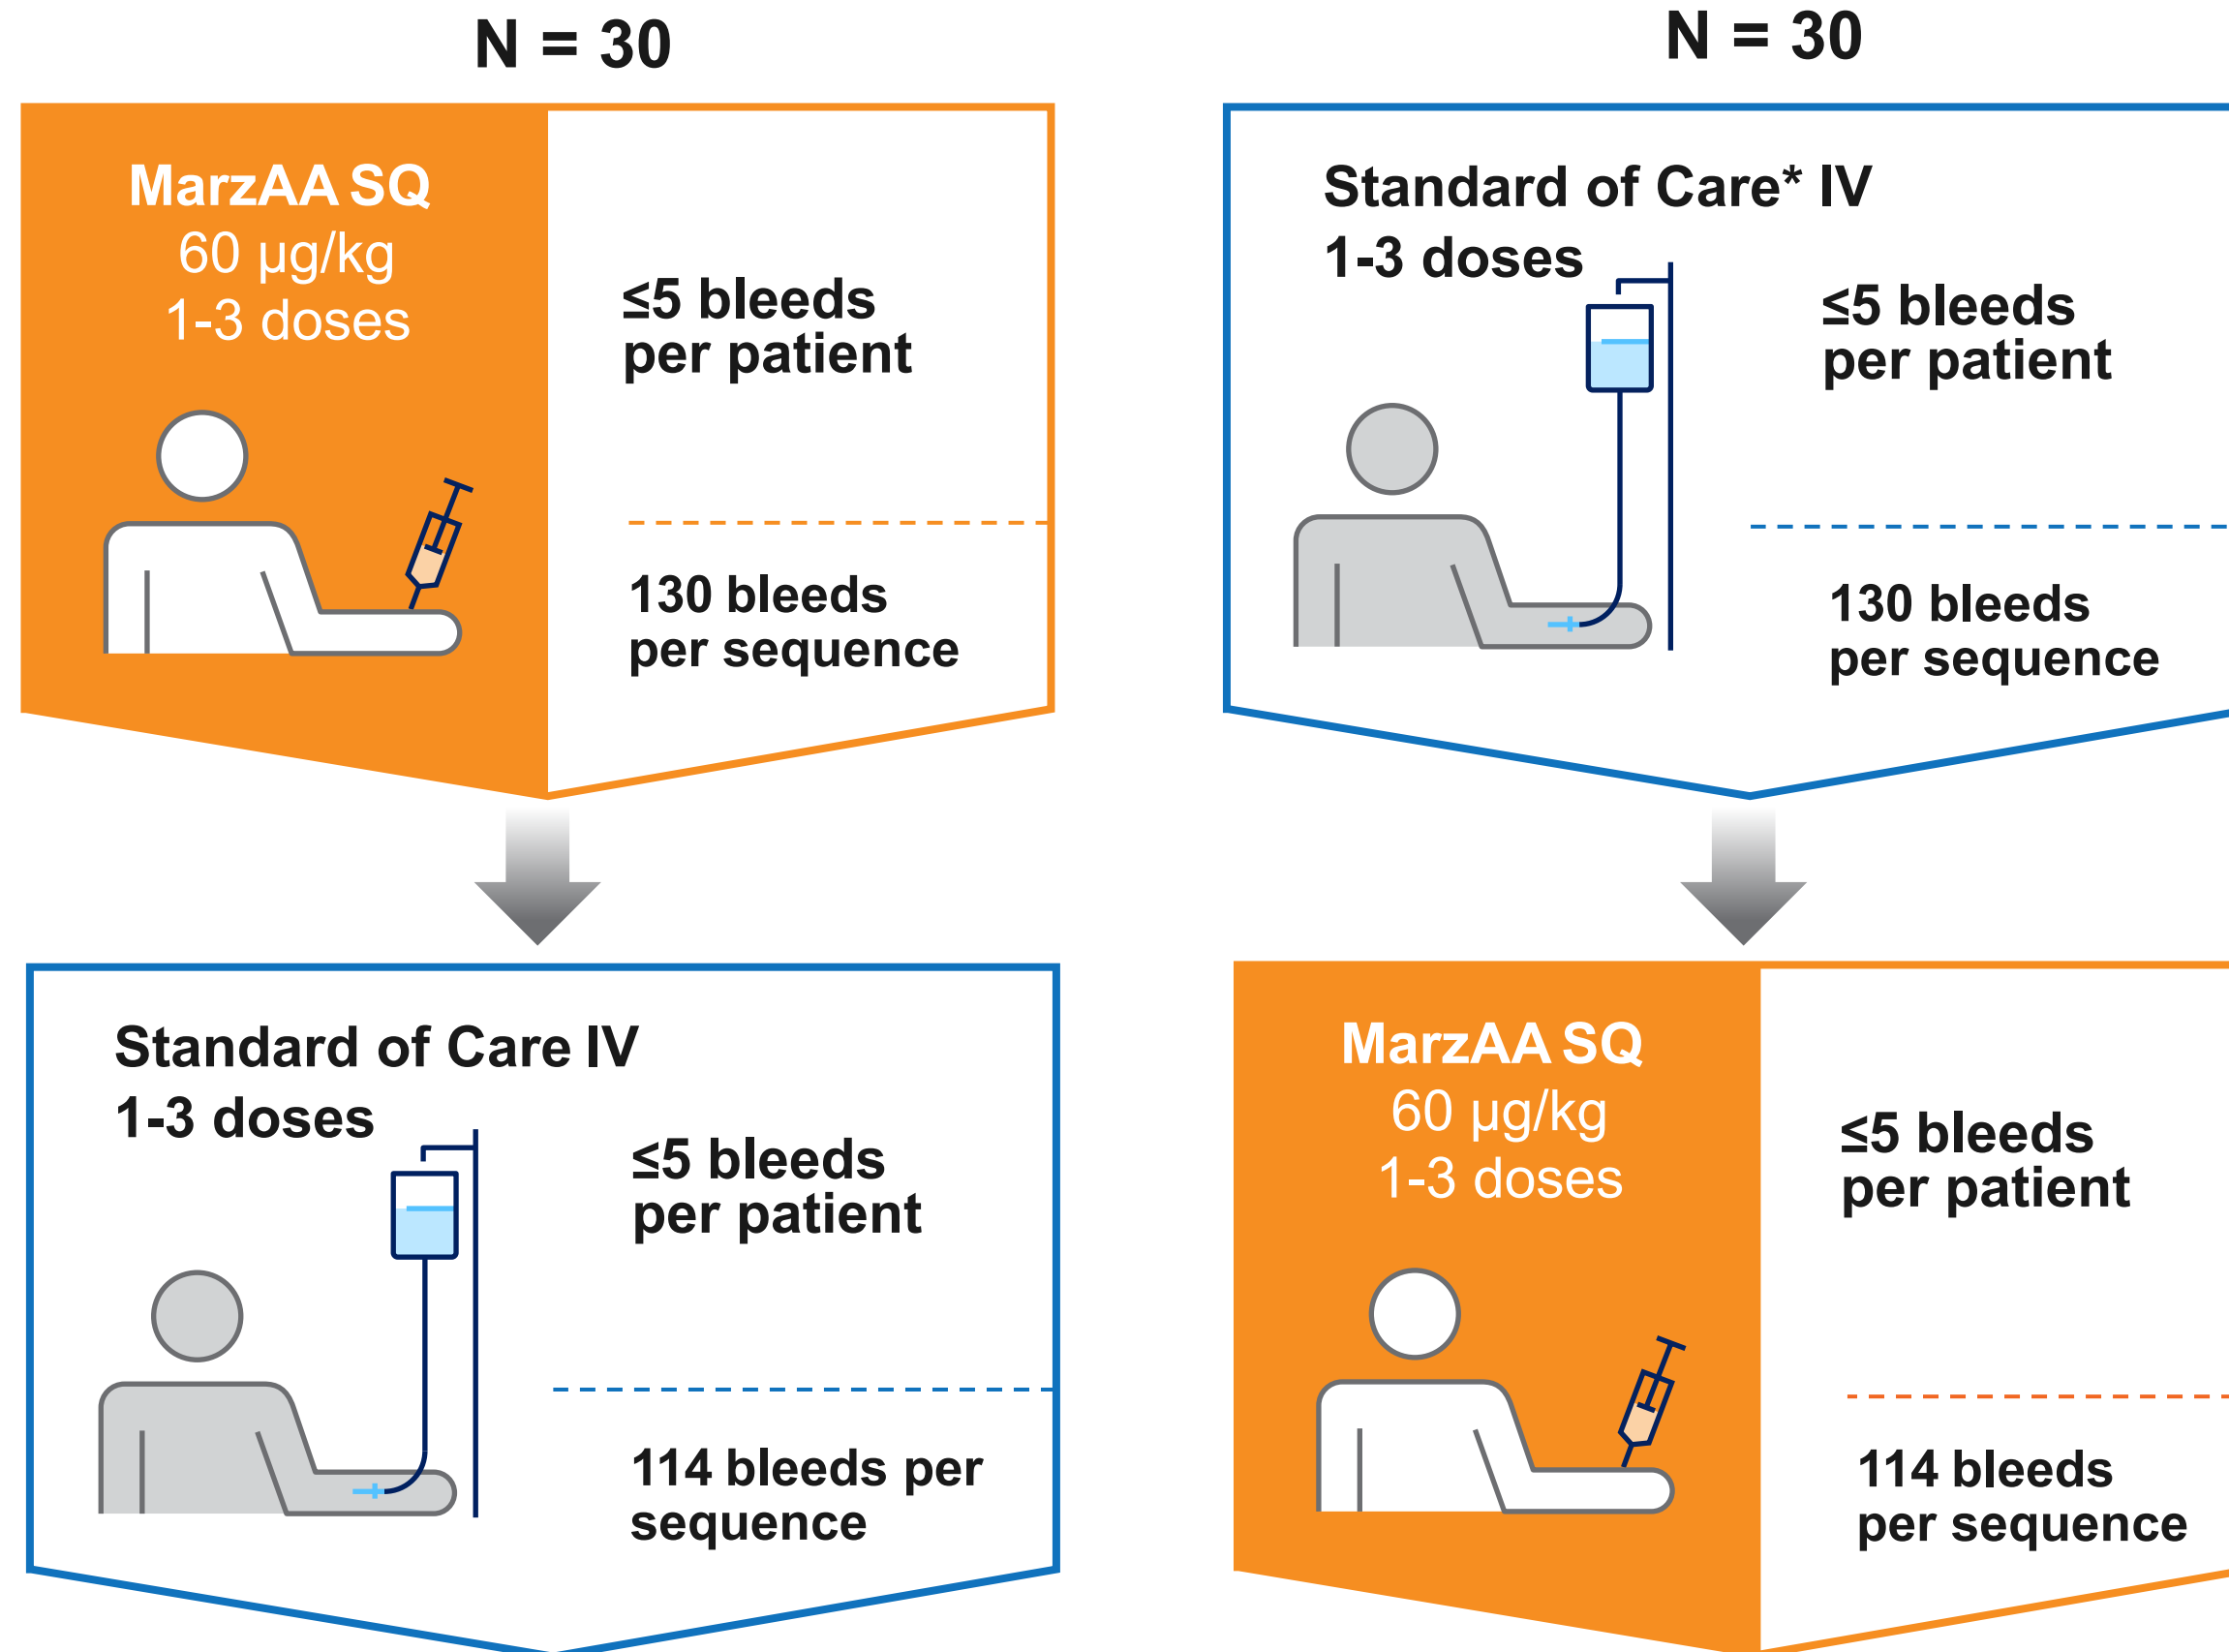 N = 30
MarzAA SQ
60 µg/kg
1-3 doses
≤5 bleeds
per patient
130 bleeds
per sequence
N = 30
Standard of Care* IV
1-3 doses
≤5 bleeds
per patient
130 bleeds
per sequence
Standard of Care IV
1-3 doses
≤5 bleeds
per patient
114 bleeds per
sequence
MarzAA SQ
60 µg/kg
1-3 doses
≤5 bleeds
per patient
114 bleeds
per sequence